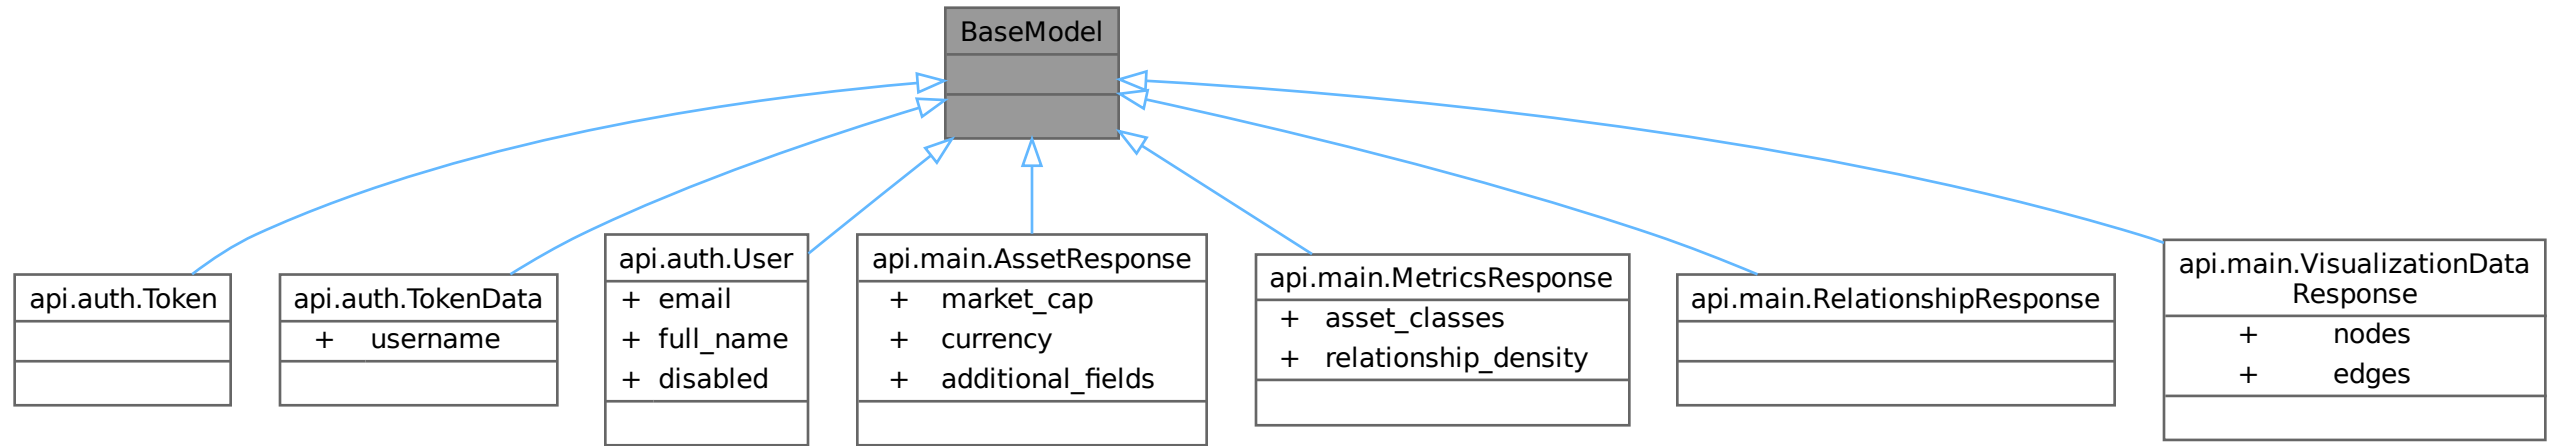 BaseModel
api.auth.Token
api.auth.TokenData
+ username
api.auth.User
+ email
+ full_name
+ disabled
api.main.AssetResponse
+ market_cap
+ currency
+ additional_fields
api.main.MetricsResponse
+ asset_classes
+ relationship_density
api.main.RelationshipResponse
api.main.VisualizationData
Response
+ nodes
+ edges